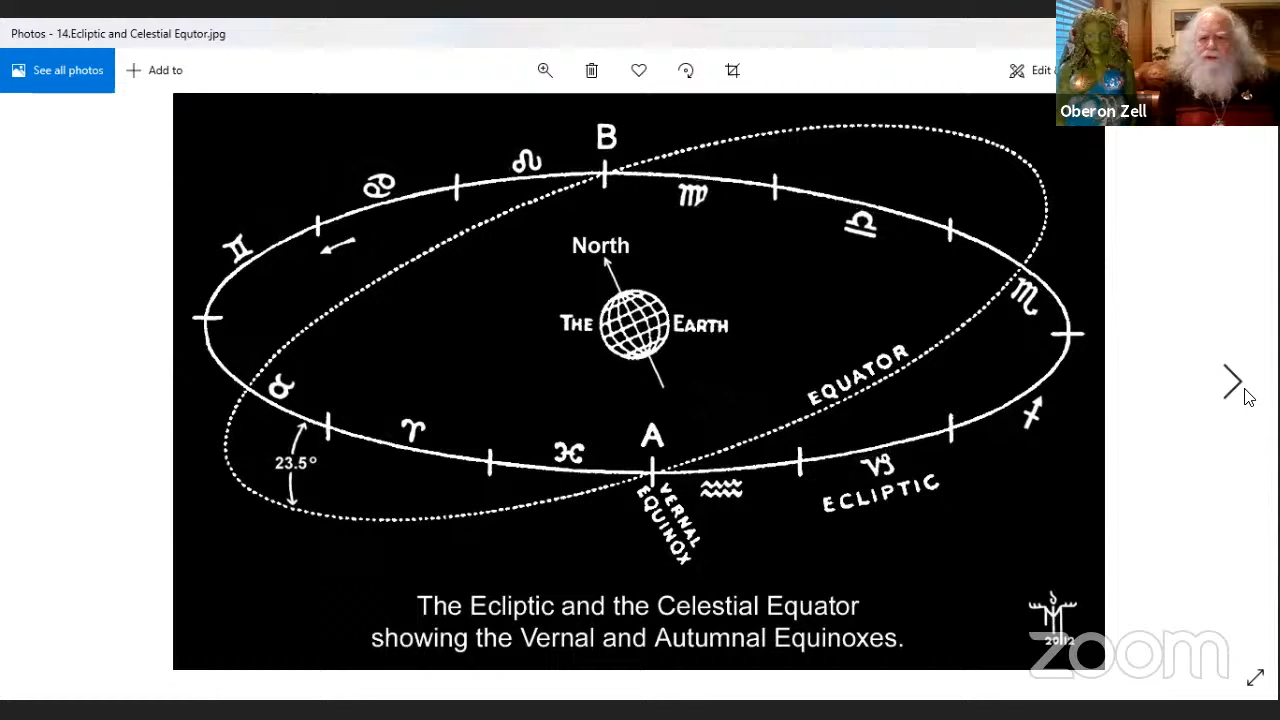 Photos - 14.Ecliptic and Celestial Equtor.jpg
See all photos
Add to
Edit &
Oberon Zell
B
♌
♋
♍
♊
♎
North
THE EARTH
♏
EQUATOR
♉
A
♈
♐
♓
23.5°
♑
♒
ECLIPTIC
VERNAL
EQUINOX
The Ecliptic and the Celestial Equator
showing the Vernal and Autumnal Equinoxes.
2012
zoom